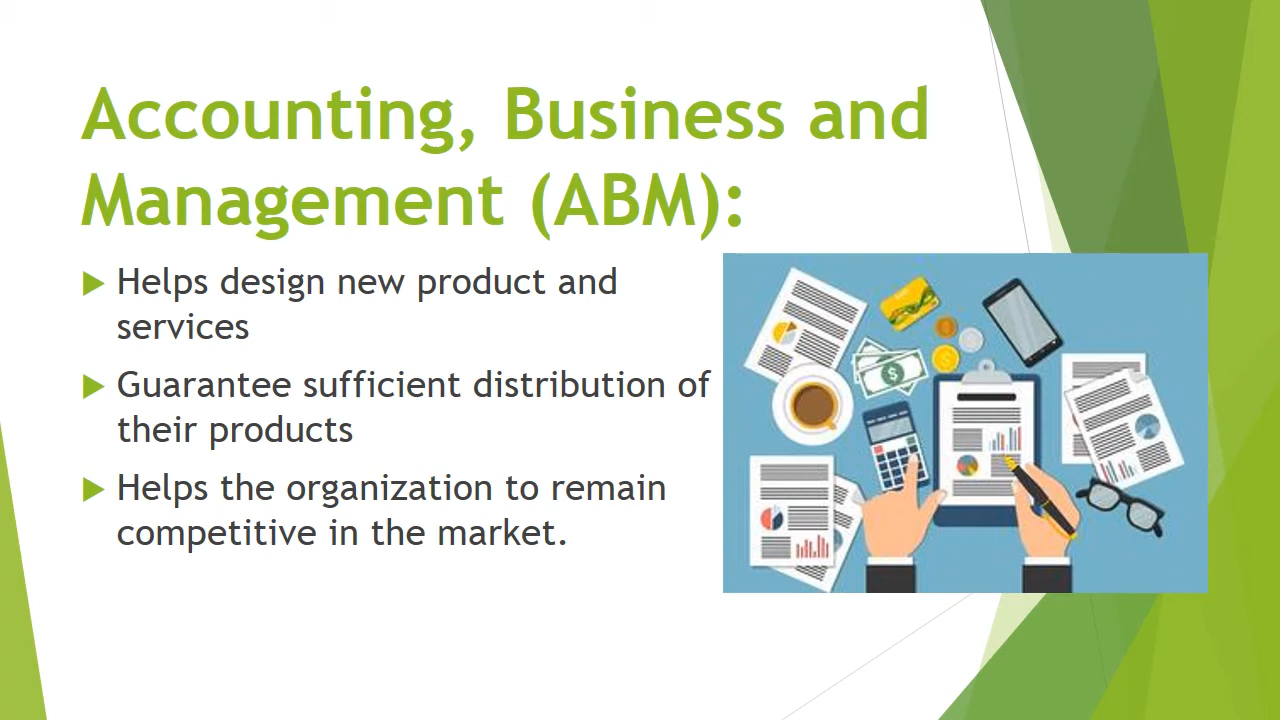 Accounting, Business and
Management (ABM):
Helps design new product and
services
Guarantee sufficient distribution of
their products
Helps the organization to remain
competitive in the market.